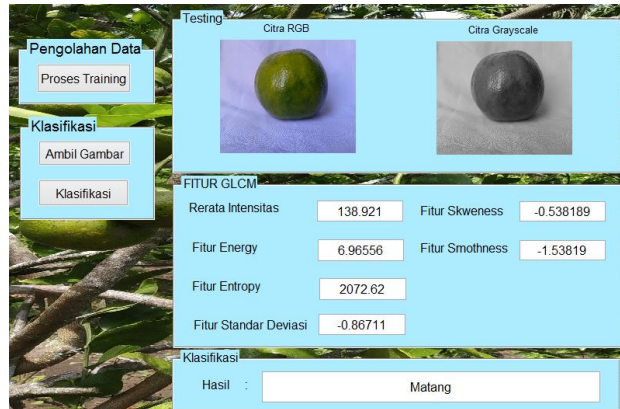 Pengolahan Data
Proses Training
Klasifikasi
Ambil Gambar
Klasifikasi
Testing
Citra RGB
Citra Grayscale
FITUR GLCM
Rerata Intensitas 138.921 Fitur Skweness -0.538189
Fitur Energy 6.96556 Fitur Smothness -1.53819
Fitur Entropy 2072.62
Fitur Standar Deviasi -0.86711
Klasifikasi
Hasil : Matang